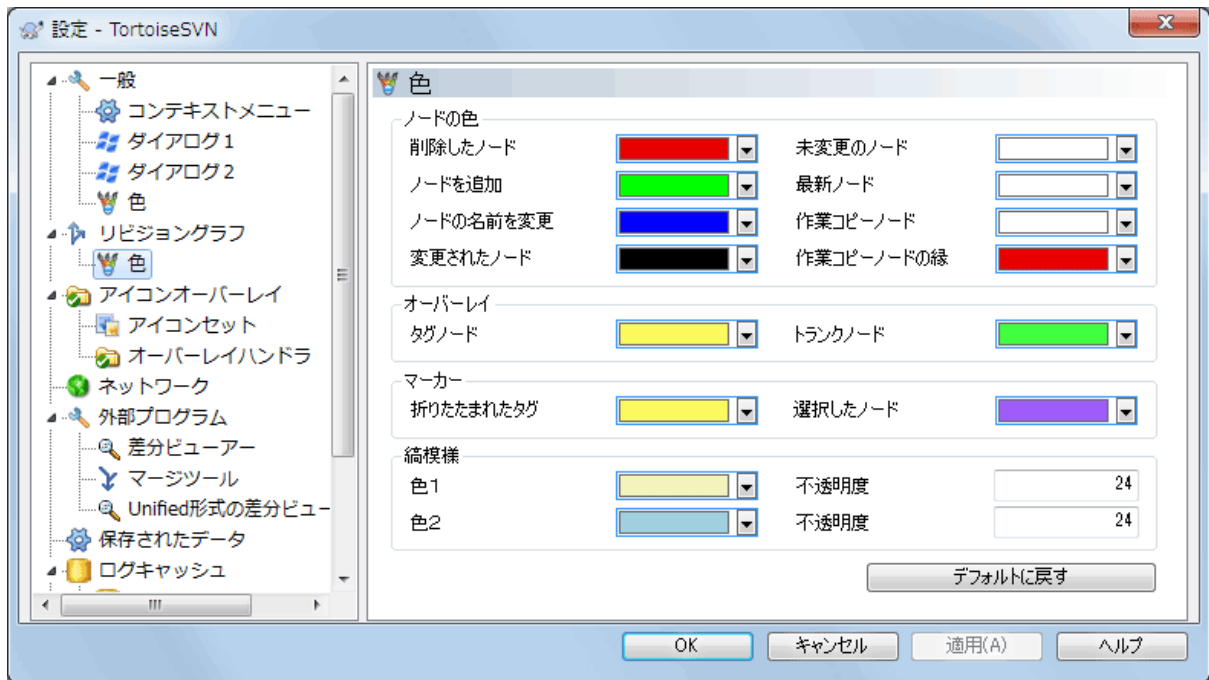 設定 - TortoiseSVN
一般
コンテキストメニュー
ダイアログ1
ダイアログ2
色
リビジョングラフ
色
アイコンオーバーレイ
アイコンセット
オーバーレイハンドラ
ネットワーク
外部プログラム
差分ビューアー
マージツール
Unified形式の差分ビュー
保存されたデータ
ログキャッシュ
色
ノードの色
削除したノード 未変更のノード
ノードを追加 最新ノード
ノードの名前を変更 作業コピーノード
変更されたノード 作業コピーノードの縁
オーバーレイ
タグノード トランクノード
マーカー
折りたたまれたタグ 選択したノード
縞模様
色1 不透明度 24
色2 不透明度 24
デフォルトに戻す
OK キャンセル 適用(A) ヘルプ